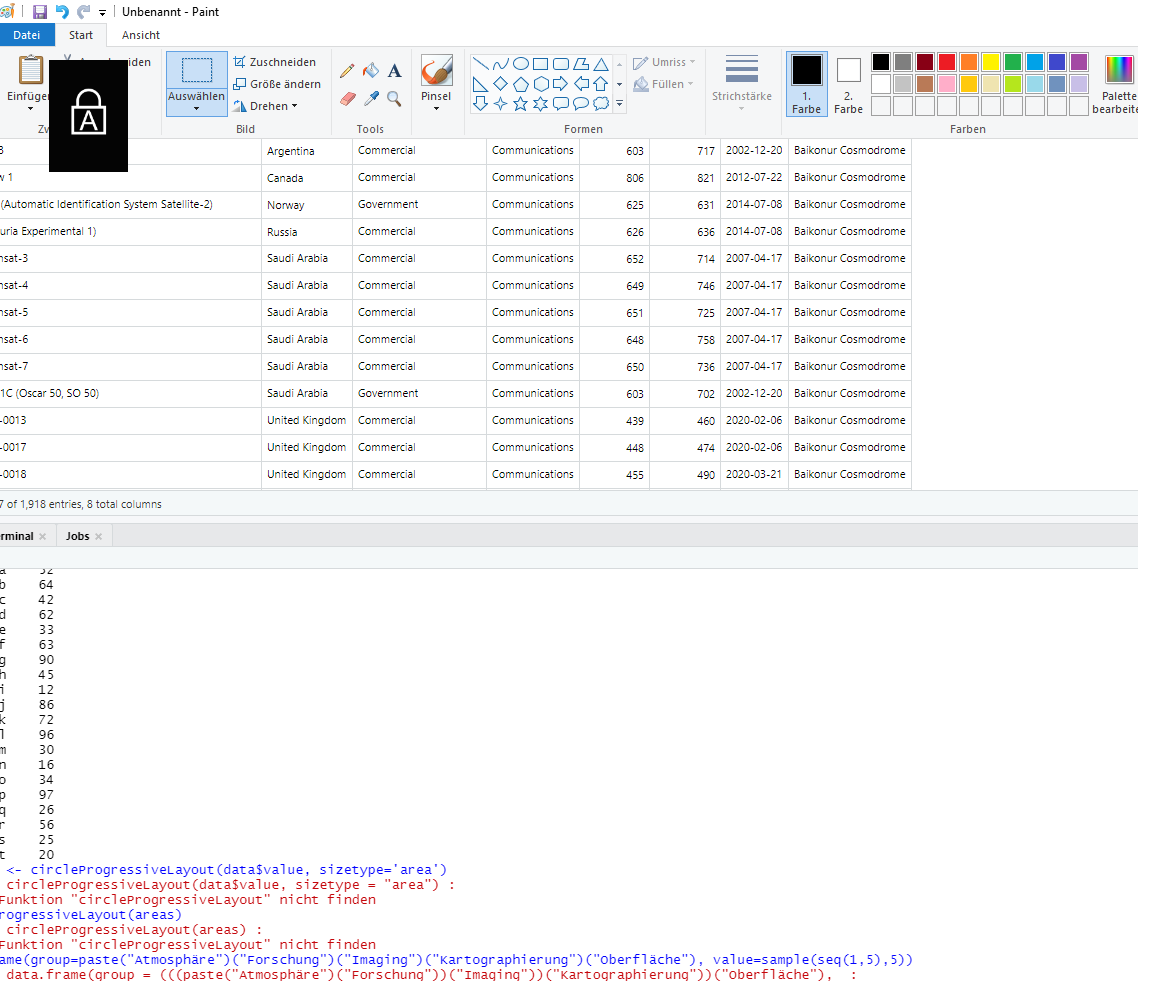 Unbenannt - Paint
Datei Start Ansicht
Einfügen
Auswählen
Zuschneiden
Größe ändern
Drehen
Bild
A
Tools
Pinsel
Formen
Umriss
Füllen
Strichstärke
1.
Farbe
2.
Farbe
Palette
Farben
A
Argentina Commercial Communications 603 717 2002-12-20 Baikonur Cosmodrome
1 Canada Commercial Communications 806 821 2012-07-22 Baikonur Cosmodrome
(Automatic Identification System Satellite-2) Norway Government Communications 625 631 2014-07-08 Baikonur Cosmodrome
uria Experimental 1) Russia Commercial Communications 626 636 2014-07-08 Baikonur Cosmodrome
nsat-3 Saudi Arabia Commercial Communications 652 714 2007-04-17 Baikonur Cosmodrome
nsat-4 Saudi Arabia Commercial Communications 649 746 2007-04-17 Baikonur Cosmodrome
nsat-5 Saudi Arabia Commercial Communications 651 725 2007-04-17 Baikonur Cosmodrome
nsat-6 Saudi Arabia Commercial Communications 648 758 2007-04-17 Baikonur Cosmodrome
nsat-7 Saudi Arabia Commercial Communications 650 736 2007-04-17 Baikonur Cosmodrome
1C (Oscar 50, SO 50) Saudi Arabia Government Communications 603 702 2002-12-20 Baikonur Cosmodrome
-0013 United Kingdom Commercial Communications 439 460 2020-02-06 Baikonur Cosmodrome
-0017 United Kingdom Commercial Communications 448 474 2020-02-06 Baikonur Cosmodrome
-0018 United Kingdom Commercial Communications 455 490 2020-03-21 Baikonur Cosmodrome
7 of 1,918 entries, 8 total columns
rminal Jobs
b 64
c 42
d 62
e 33
f 63
g 90
h 45
i 12
j 86
k 72
l 96
m 30
n 16
o 34
p 97
q 26
r 56
s 25
t 20
<- circleProgressiveLayout(data$value, sizetype='area')
circleProgressiveLayout(data$value, sizetype = "area") :
Funktion "circleProgressiveLayout" nicht finden
rogressiveLayout(areas)
circleProgressiveLayout(areas) :
Funktion "circleProgressiveLayout" nicht finden
ame(group=paste("Atmosphäre")("Forschung")("Imaging")("Kartographierung")("Oberfläche"), value=sample(seq(1,5),5))
data.frame(group = (((paste("Atmosphäre")("Forschung"))("Imaging"))("Kartographierung"))("Oberfläche"), :